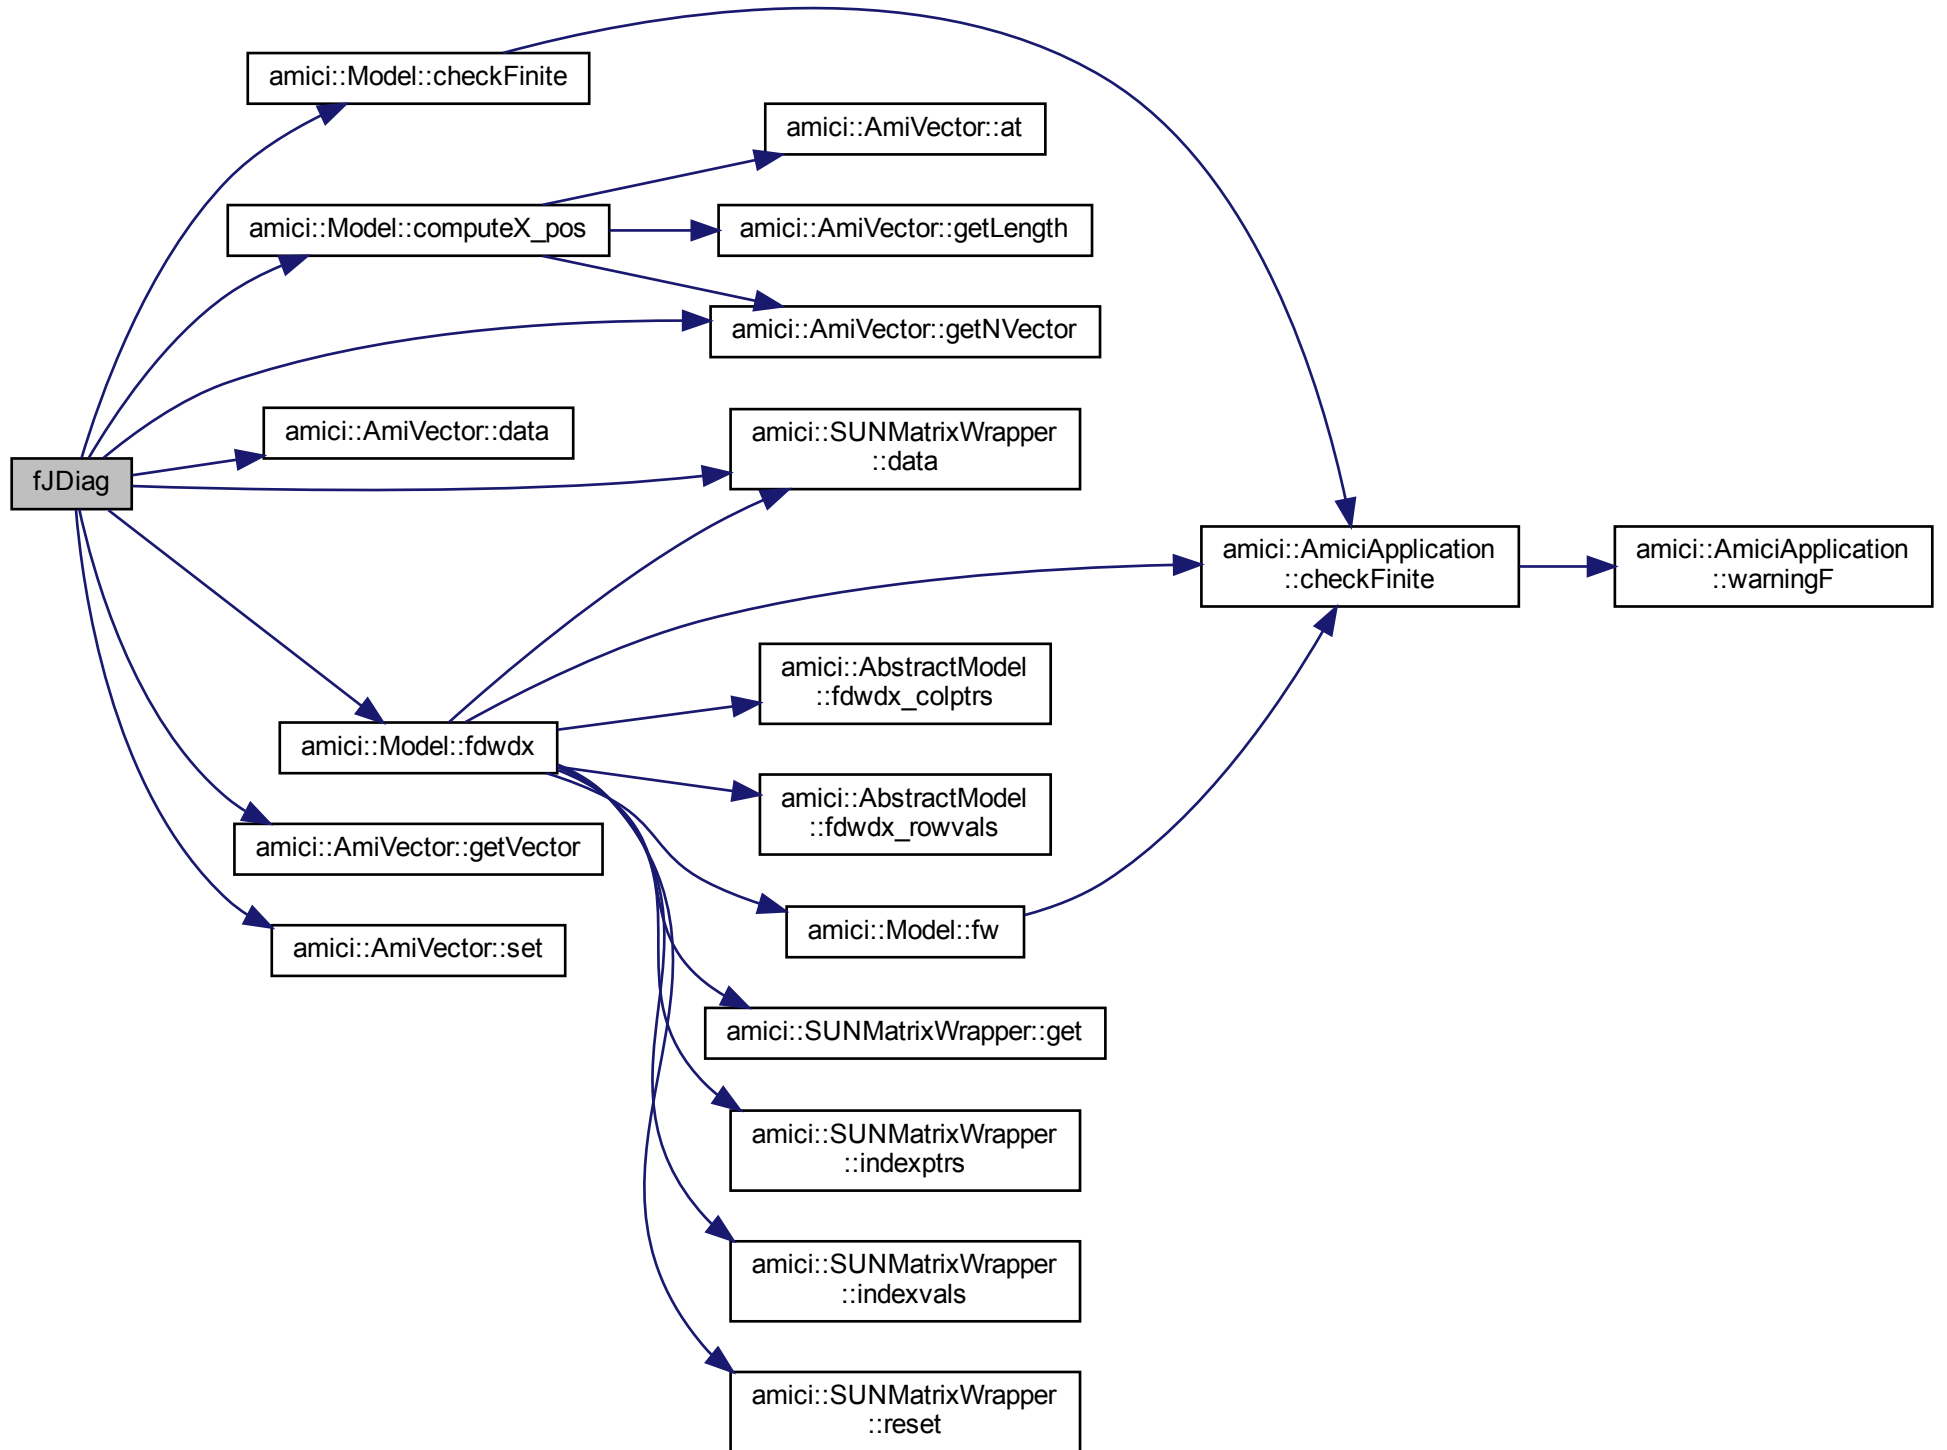 amici::Model::checkFinite
amici::AmiVector::at
amici::Model::computeX_pos
amici::AmiVector::getLength
amici::AmiVector::getNVector
amici::AmiVector::data
amici::SUNMatrixWrapper
::data
fJDiag
amici::AmiciApplication
::checkFinite
amici::AmiciApplication
::warningF
amici::AbstractModel
::fdwdx_colptrs
amici::Model::fdwdx
amici::AbstractModel
::fdwdx_rowvals
amici::AmiVector::getVector
amici::Model::fw
amici::AmiVector::set
amici::SUNMatrixWrapper::get
amici::SUNMatrixWrapper
::indexptrs
amici::SUNMatrixWrapper
::indexvals
amici::SUNMatrixWrapper
::reset